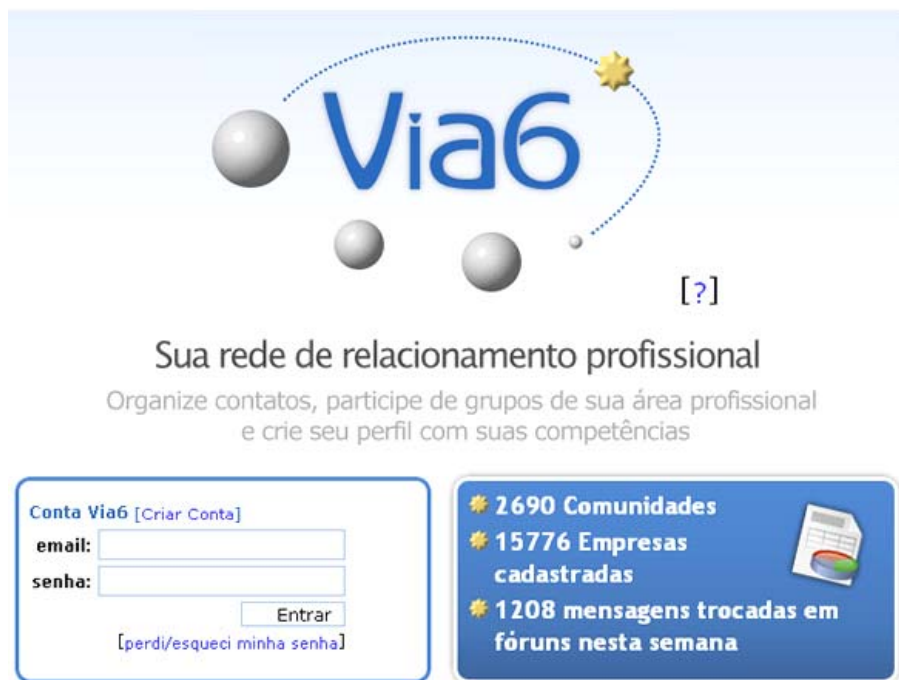 Via6
[?]
Sua rede de relacionamento profissional
Organize contatos, participe de grupos de sua área profissional
e crie seu perfil com suas competências
Conta Via6 [Criar Conta]
email:
senha:
Entrar
[perdi/esqueci minha senha]
2690 Comunidades
15776 Empresas
cadastradas
1208 mensagens trocadas em
fóruns nesta semana